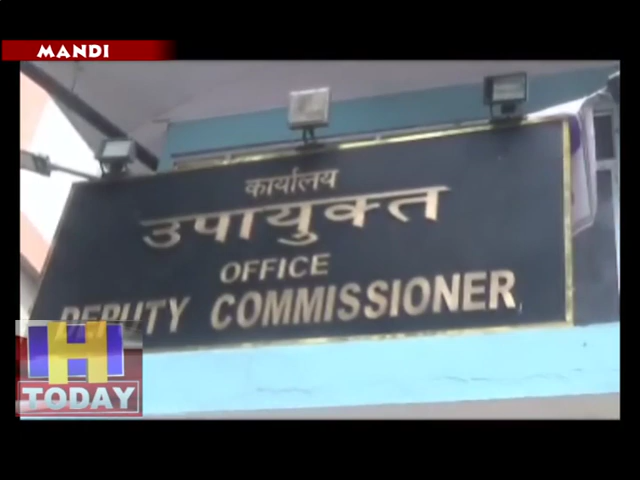 MANDI
कार्यालय
उपायुक्त
OFFICE
DEPUTY COMMISSIONER
H
TODAY